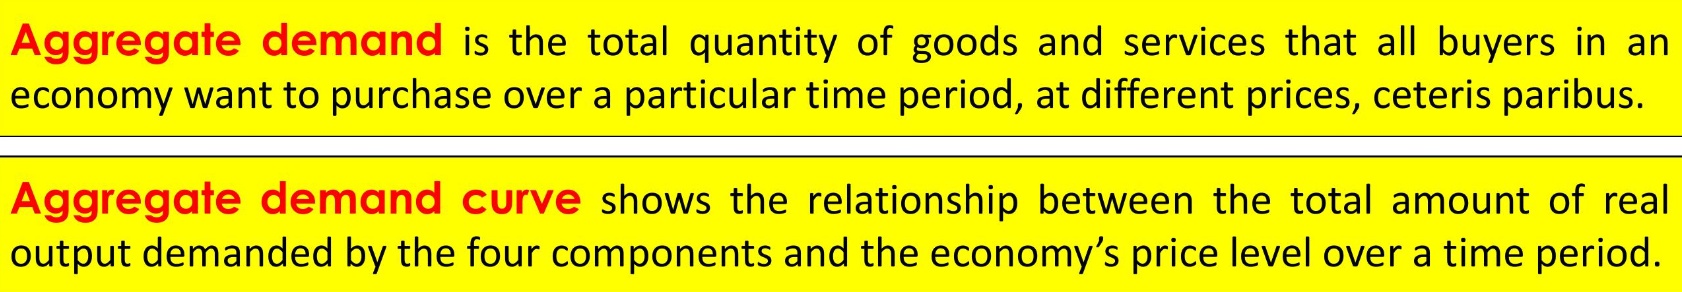 Aggregate demand is the total quantity of goods and services that all buyers in an
economy want to purchase over a particular time period, at different prices, ceteris paribus.
Aggregate demand curve shows the relationship between the total amount of real
output demanded by the four components and the economy’s price level over a time period.